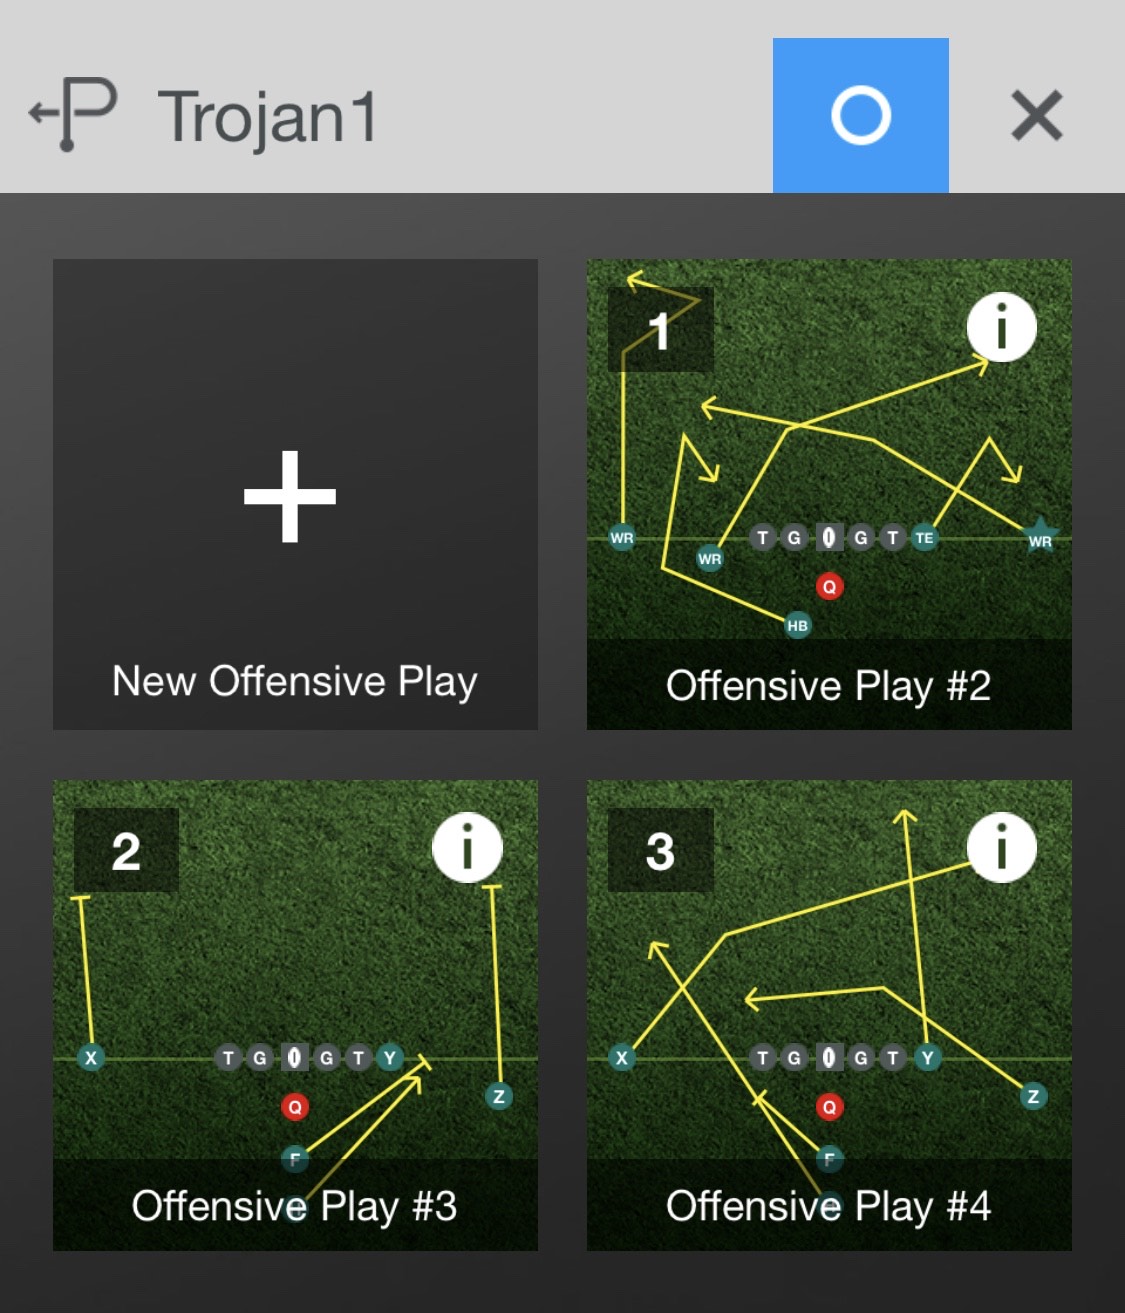 Trojan1
New Offensive Play
1
i
WR
WR
T
G
G
T
TE
WR
Q
HB
Offensive Play #2
2
i
X
T
G
G
T
Y
Z
Q
F
Offensive Play #3
3
i
X
T
G
G
T
Y
Z
Q
F
Offensive Play #4